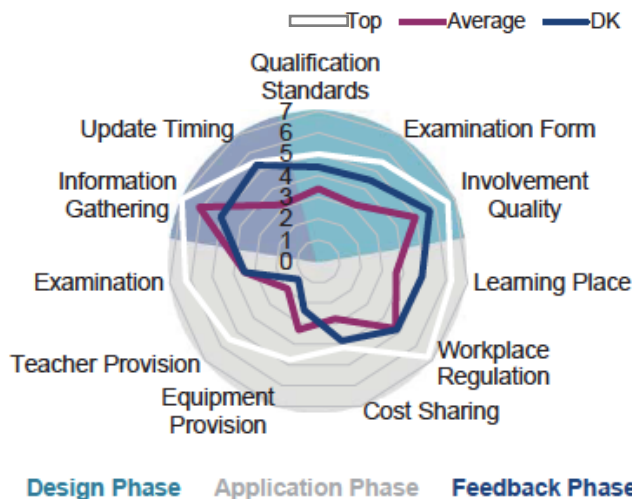 Top Average DK
Qualification
Standards
Update Timing
Examination Form
Information
Gathering
Involvement
Quality
7
6
5
4
3
2
1
0
Examination
Learning Place
Teacher Provision
Workplace
Regulation
Equipment
Provision
Cost Sharing
Design Phase Application Phase Feedback Phase